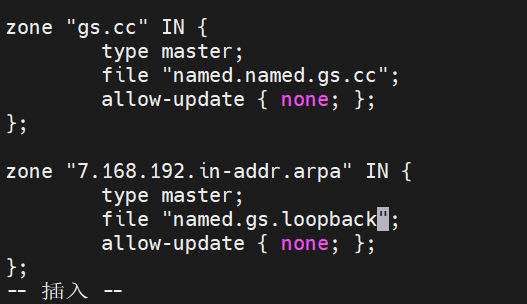 zone "gs.cc" IN {
        type master;
        file "named.named.gs.cc";
        allow-update { none; };
};

zone "7.168.192.in-addr.arpa" IN {
        type master;
        file "named.gs.loopback";
        allow-update { none; };
};
-- 插入 --